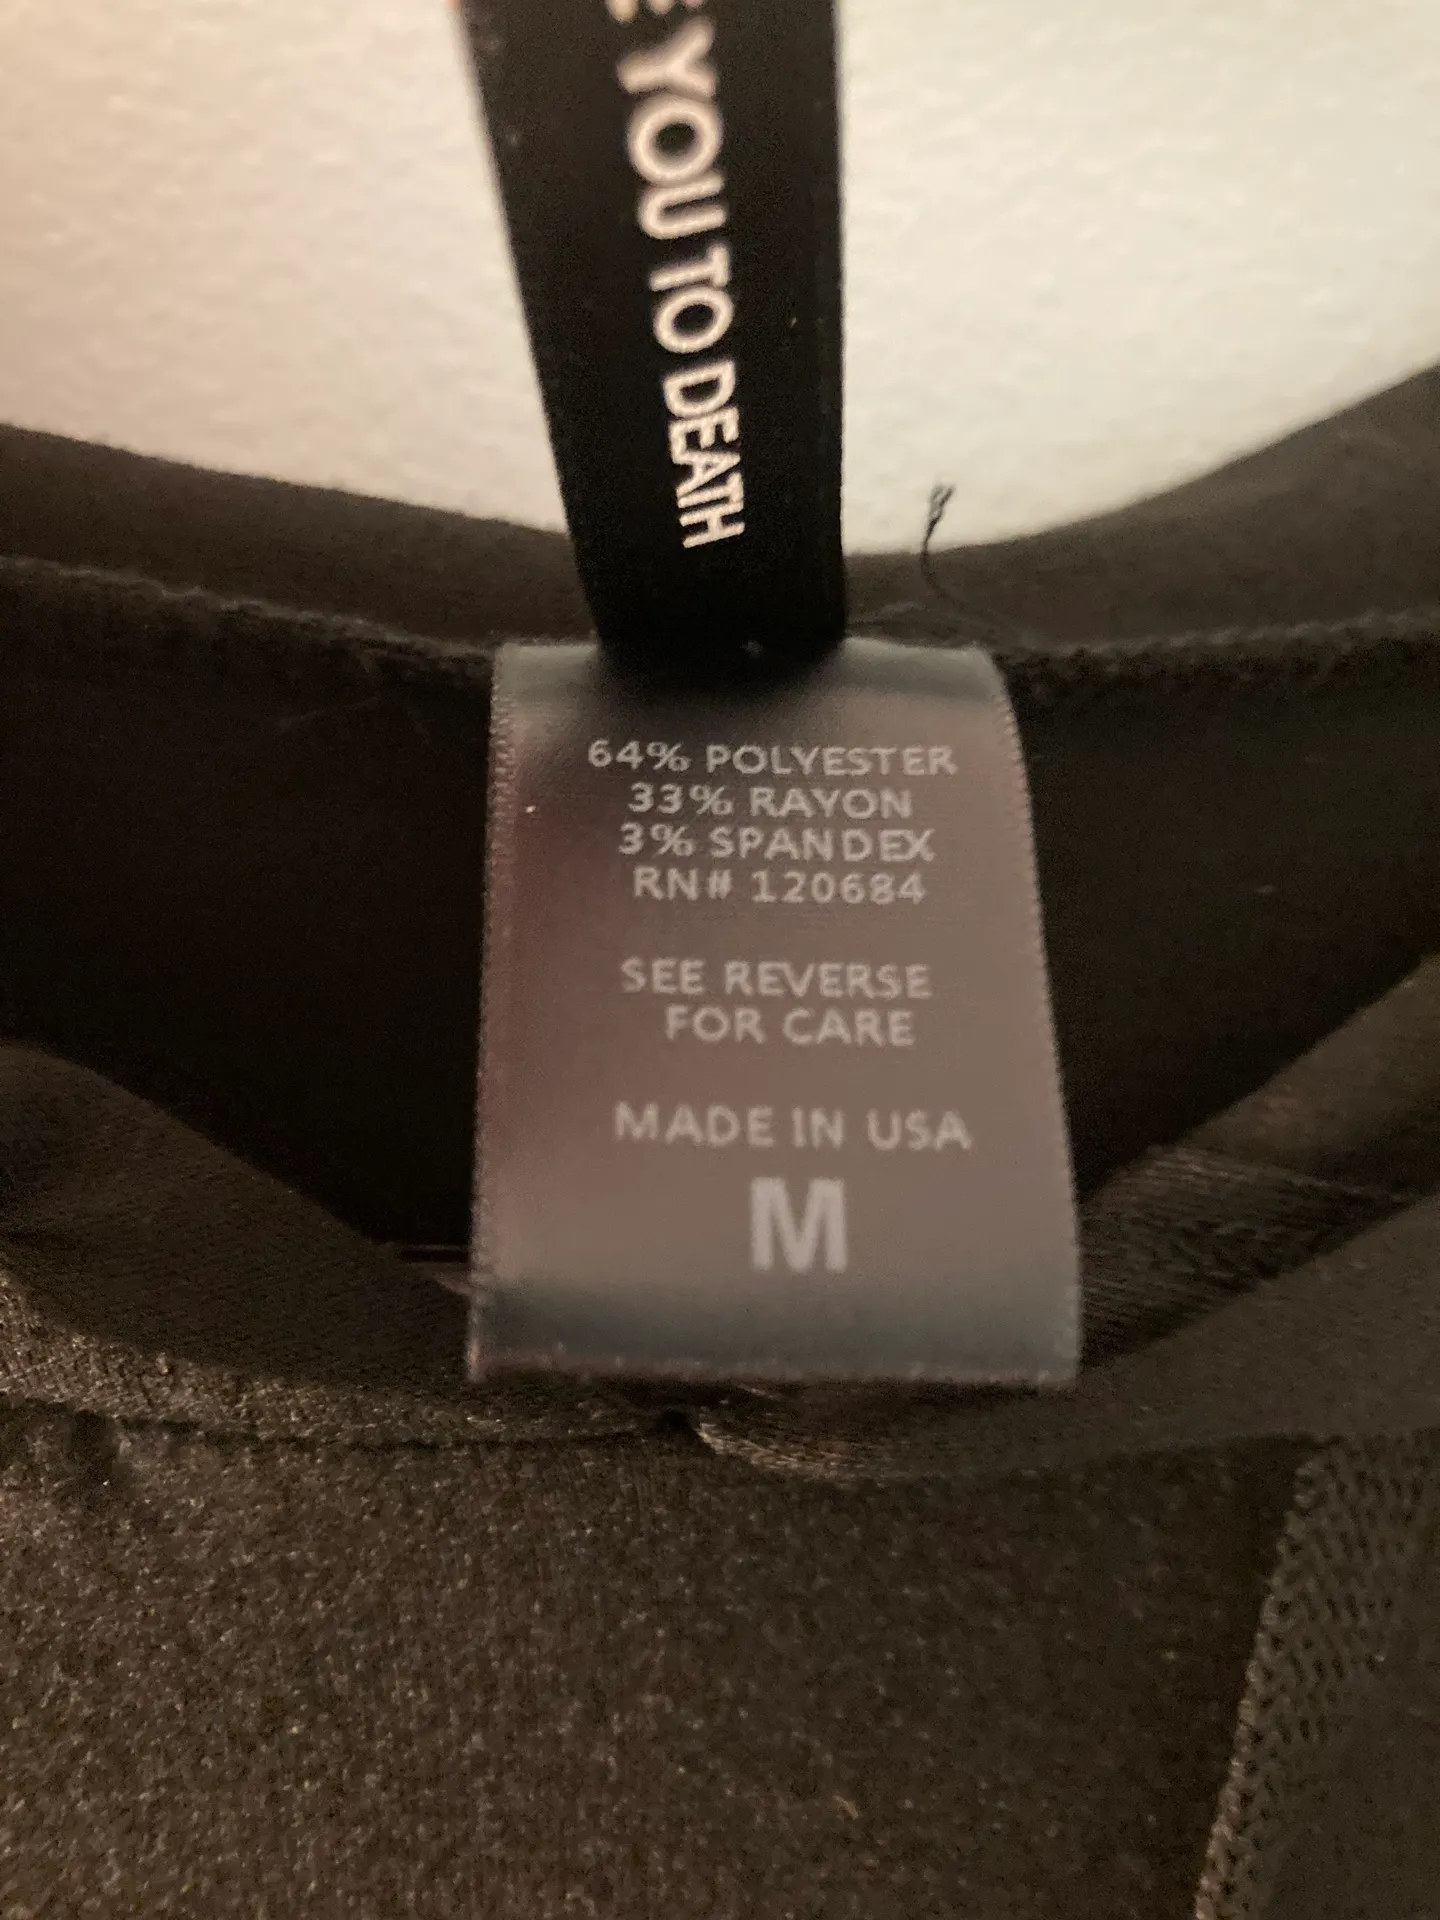 YOU TO DEATH
64% POLYESTER
33% RAYON
3% SPANDEX
RN# 120684
SEE REVERSE
FOR CARE
MADE IN USA
M